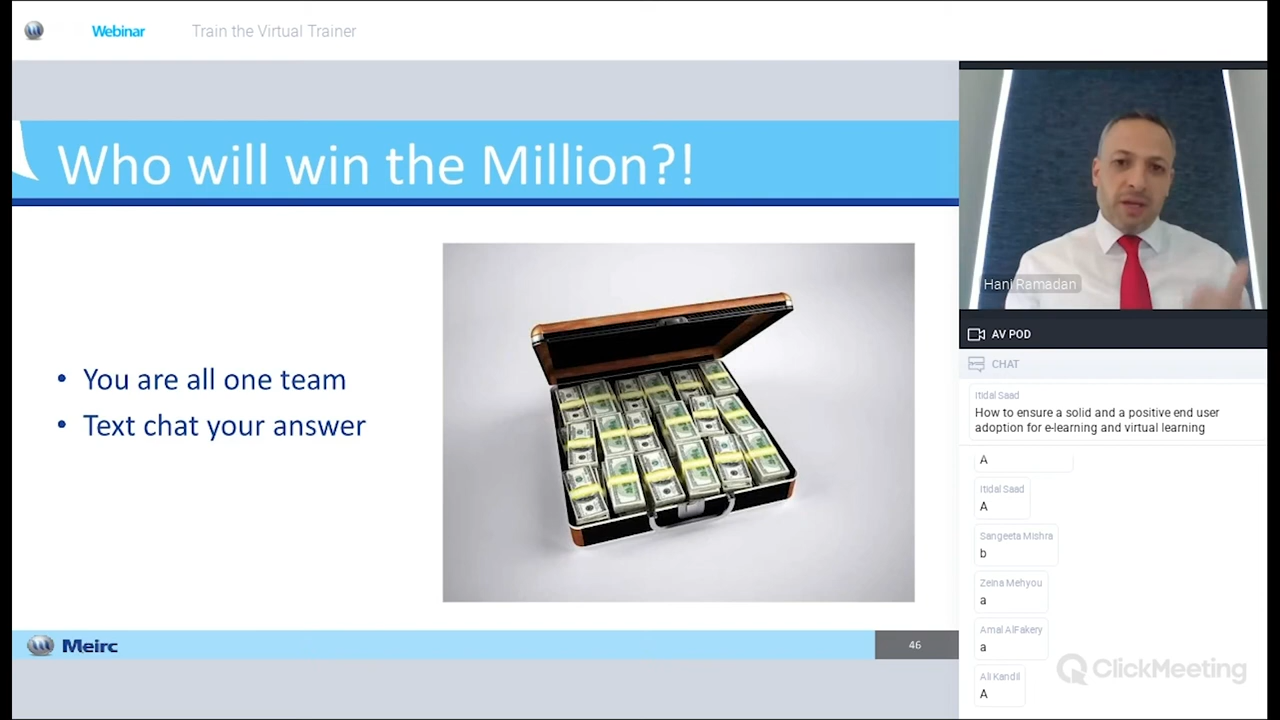 Webinar
Train the Virtual Trainer
Who will win the Million?!
• You are all one team
• Text chat your answer
Meirc
46
Hani Ramadan
AV POD
CHAT
Itidal Saad
How to ensure a solid and a positive end user
adoption for e-learning and virtual learning
A
Itidal Saad
A
Sangeeta Mishra
b
Zeina Mehyou
a
Amal AlFakery
a
Ali Kandil
A
ClickMeeting